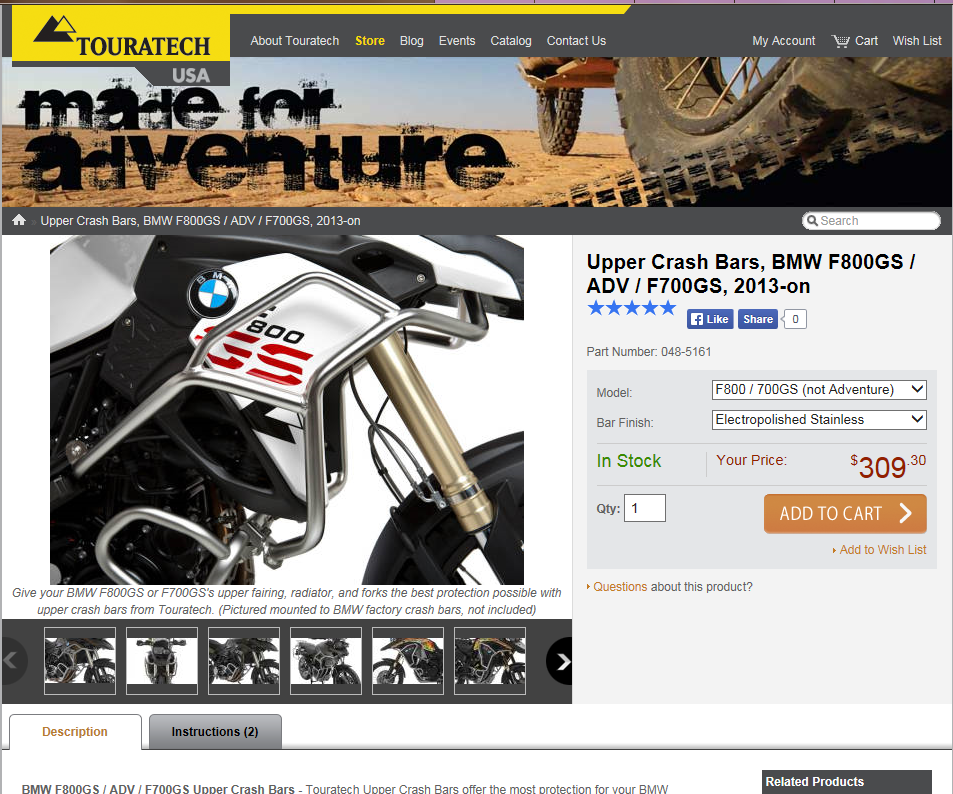 TOURATECH
USA
About Touratech Store Blog Events Catalog Contact Us
My Account Cart Wish List
made for
adventure
Upper Crash Bars, BMW F800GS / ADV / F700GS, 2013-on
Search
BMW
800
GS
Give your BMW F800GS or F700GS's upper fairing, radiator, and forks the best protection possible with
upper crash bars from Touratech. (Pictured mounted to BMW factory crash bars, not included)
Upper Crash Bars, BMW F800GS /
ADV / F700GS, 2013-on
Like Share 0
Part Number: 048-5161
Model: F800 / 700GS (not Adventure)
Bar Finish: Electropolished Stainless
In Stock Your Price: $309.30
Qty: 1 ADD TO CART
Add to Wish List
Questions about this product?
Description Instructions (2)
BMW F800GS / ADV / F700GS Upper Crash Bars - Touratech Upper Crash Bars offer the most protection for your BMW
Related Products